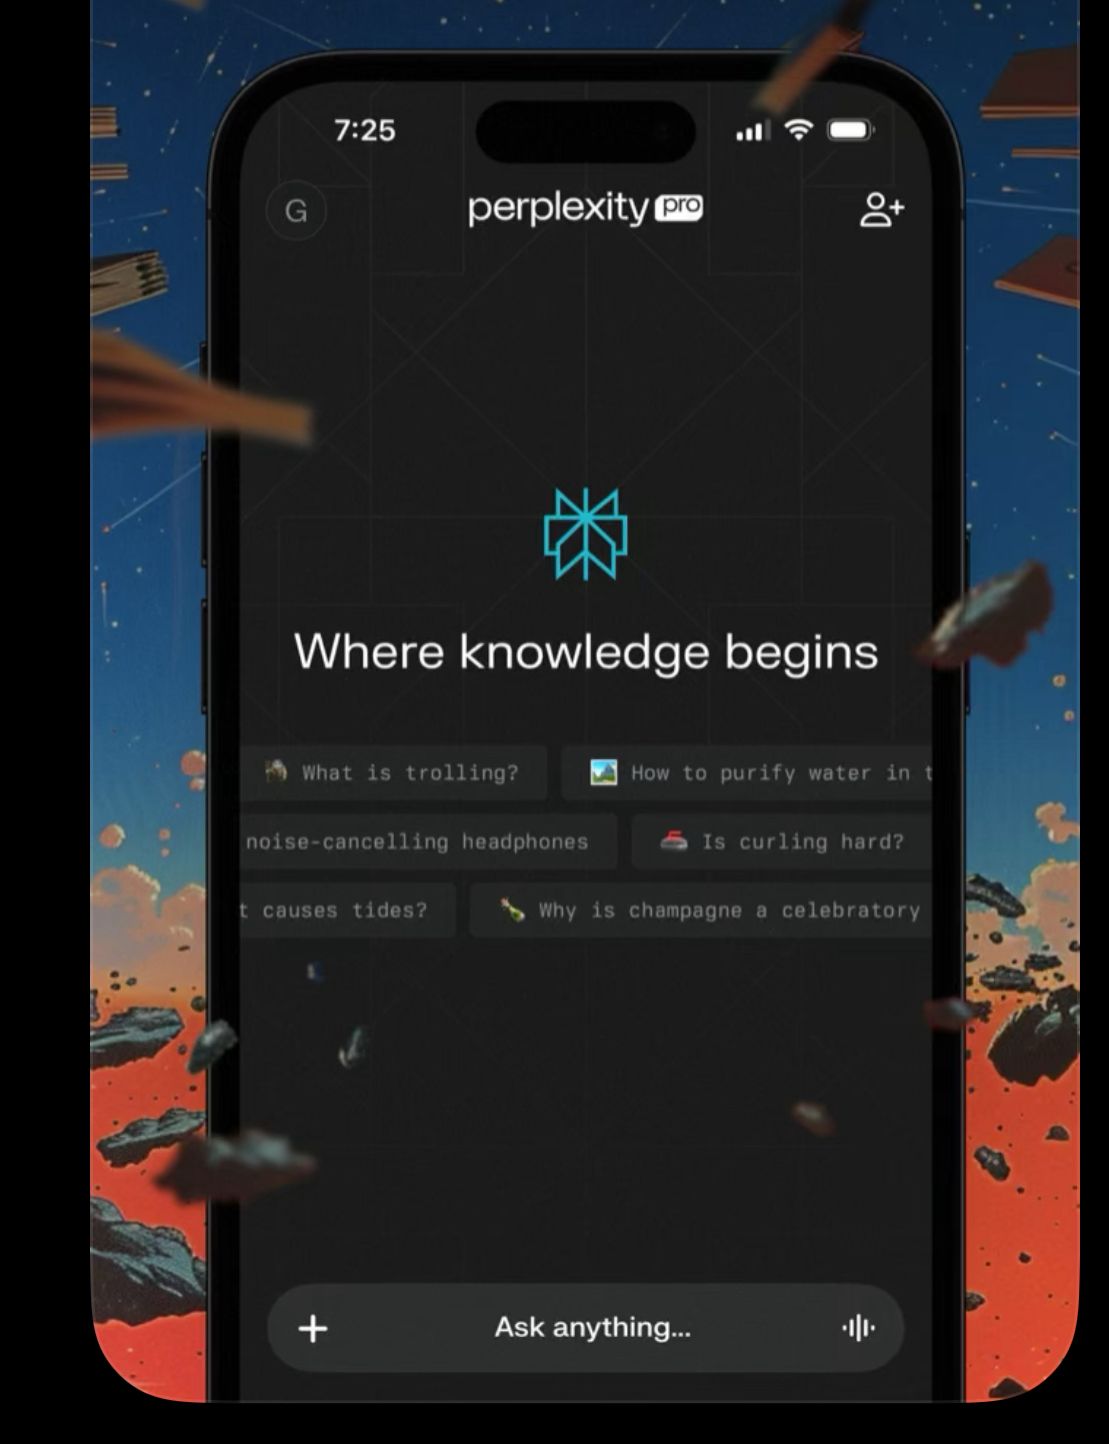 7:25
G
perplexity pro
Where knowledge begins
What is trolling?
How to purify water in t
noise-cancelling headphones
Is curling hard?
t causes tides?
Why is champagne a celebratory
Ask anything...